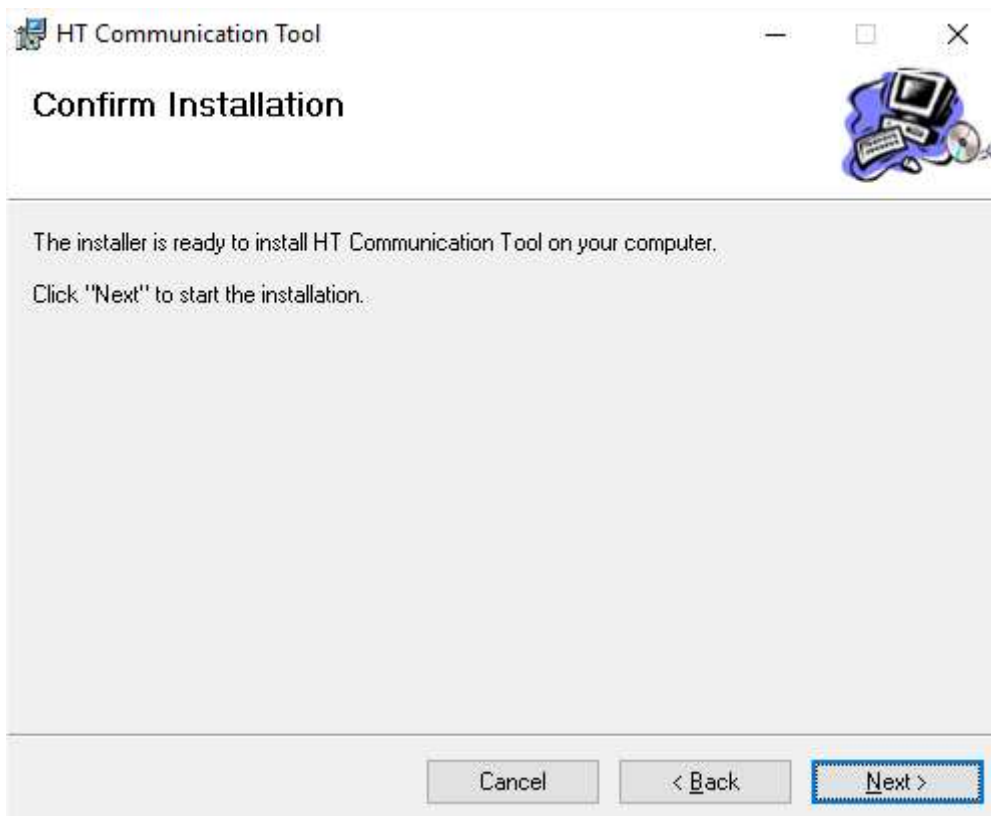 HT Communication Tool
Confirm Installation
The installer is ready to install HT Communication Tool on your computer.
Click "Next" to start the installation.
Cancel
< Back
Next >